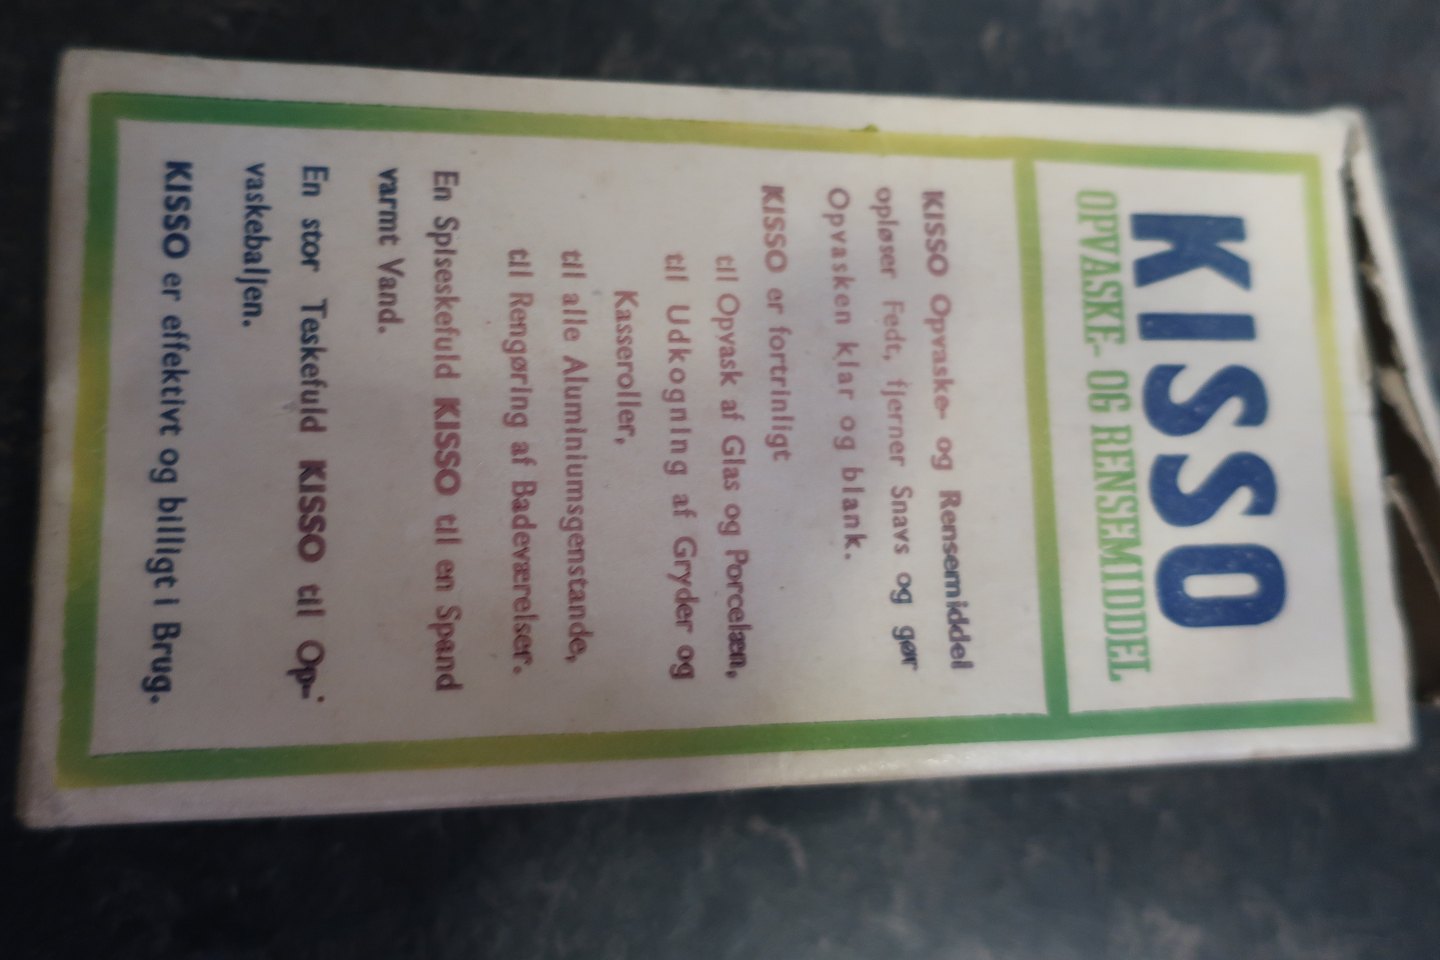 KISSO
OPVASKE- OG RENSEMIDDEL
KISSO Opvaske- og Rensemiddel
opløser Fedt, fjerner Snavs og gør
Opvasken klar og blank.
KISSO er fortrinligt
til Opvask af Glas og Porcelæn,
til Udkogning af Gryder og
Kasseroller,
til alle Aluminiumsgenstande,
til Rengøring af Badeværelser.
En Spiseskefuld KISSO til en Spand
varmt Vand.
En stor Teskefuld KISSO til Op-
vaskebaljen.
KISSO er effektivt og billigt i Brug.